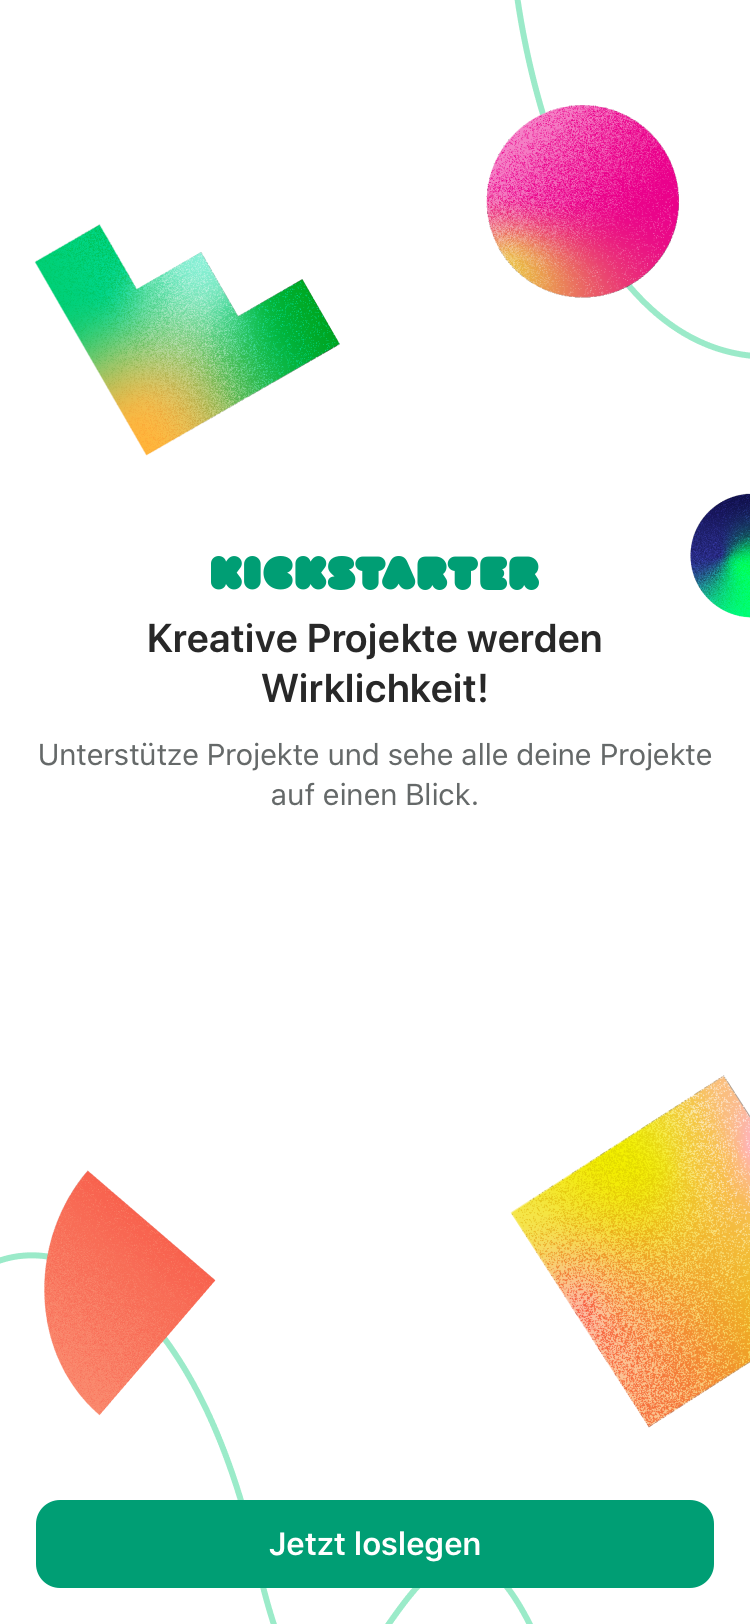 KICKSTARTER
Kreative Projekte werden
Wirklichkeit!
Unterstütze Projekte und sehe alle deine Projekte
auf einen Blick.
Jetzt loslegen